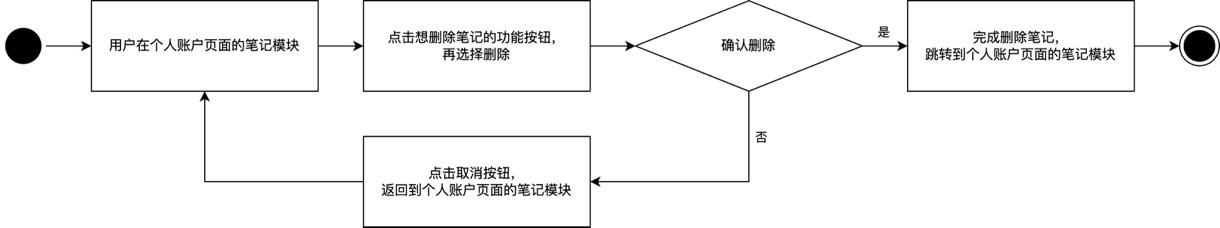 用户在个人账户页面的笔记模块
点击想删除笔记的功能按钮，
再选择删除
确认删除
是
完成删除笔记，
跳转到个人账户页面的笔记模块
否
点击取消按钮，
返回到个人账户页面的笔记模块